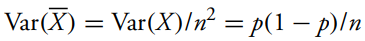 Var(X̅) = Var(X)/n² = p(1 − p)/n